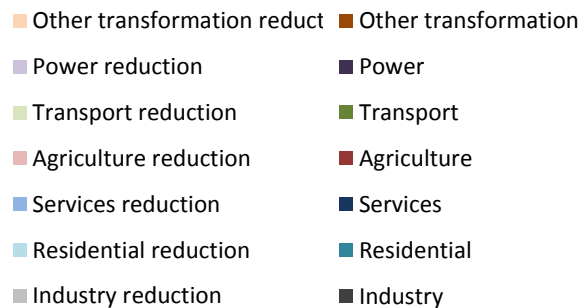 Other transformation reduct Other transformation
Power reduction Power
Transport reduction Transport
Agriculture reduction Agriculture
Services reduction Services
Residential reduction Residential
Industry reduction Industry